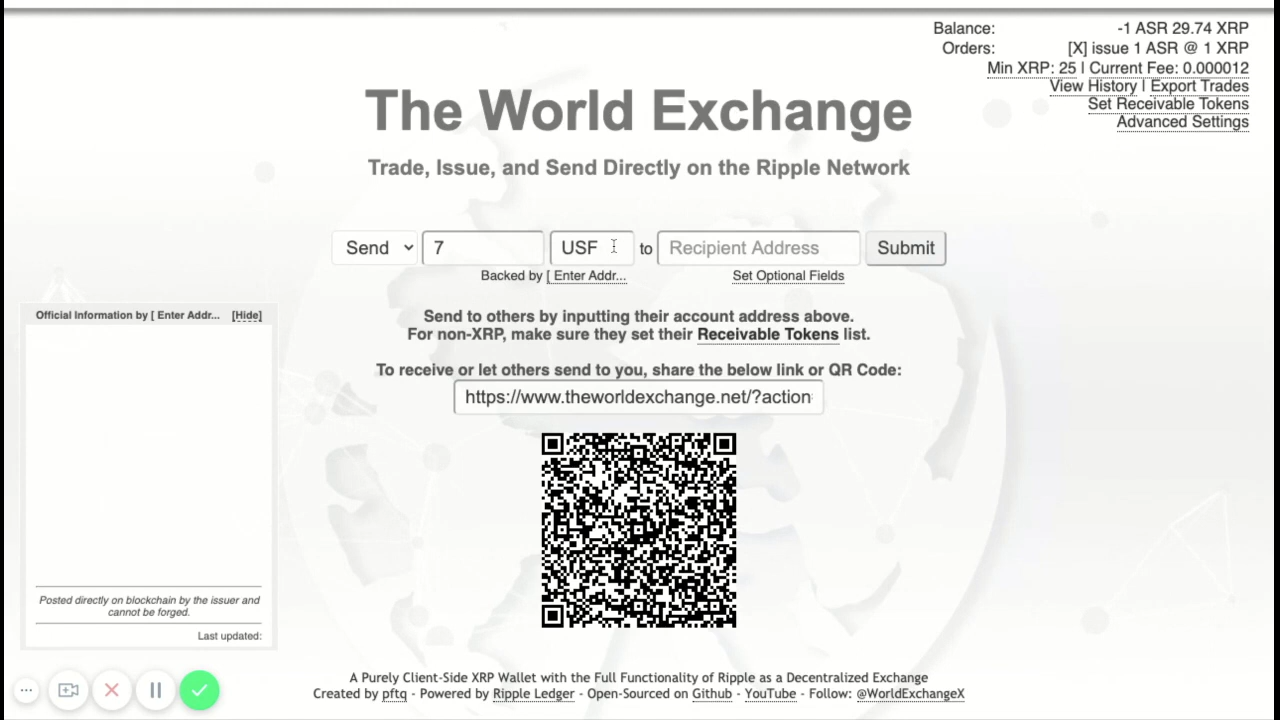 Balance: -1 ASR 29.74 XRP
Orders: [X] issue 1 ASR @ 1 XRP
Min XRP: 25 | Current Fee: 0.000012
View History | Export Trades
Set Receivable Tokens
Advanced Settings
The World Exchange
Trade, Issue, and Send Directly on the Ripple Network
Send 7 USF to Recipient Address Submit
Backed by [ Enter Addr... Set Optional Fields
Official Information by [ Enter Addr... [Hide]
Send to others by inputting their account address above.
For non-XRP, make sure they set their Receivable Tokens list.
To receive or let others send to you, share the below link or QR Code:
https://www.theworldexchange.net/?action
Posted directly on blockchain by the issuer and
cannot be forged.
Last updated:
A Purely Client-Side XRP Wallet with the Full Functionality of Ripple as a Decentralized Exchange
Created by pftq - Powered by Ripple Ledger - Open-Sourced on Github - YouTube - Follow: @WorldExchangeX